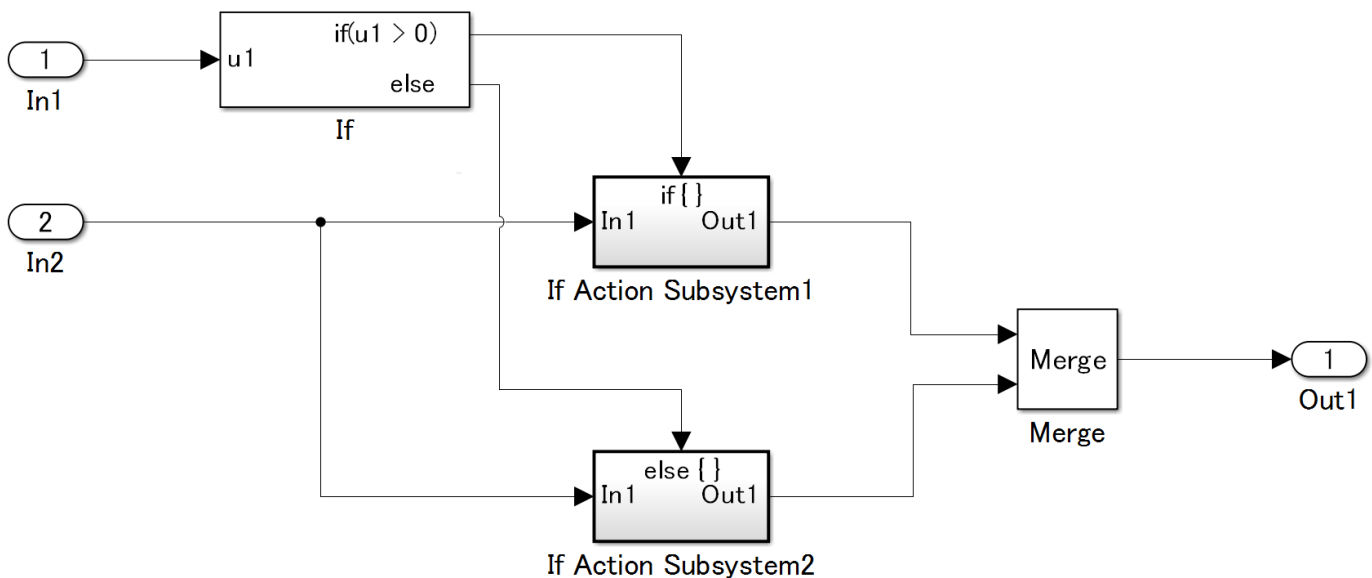 if(u1 > 0)
1
u1
else
In1
If
if { }
2
In1
Out1
In2
If Action Subsystem1
Merge
1
Out1
Merge
else { }
In1
Out1
If Action Subsystem2